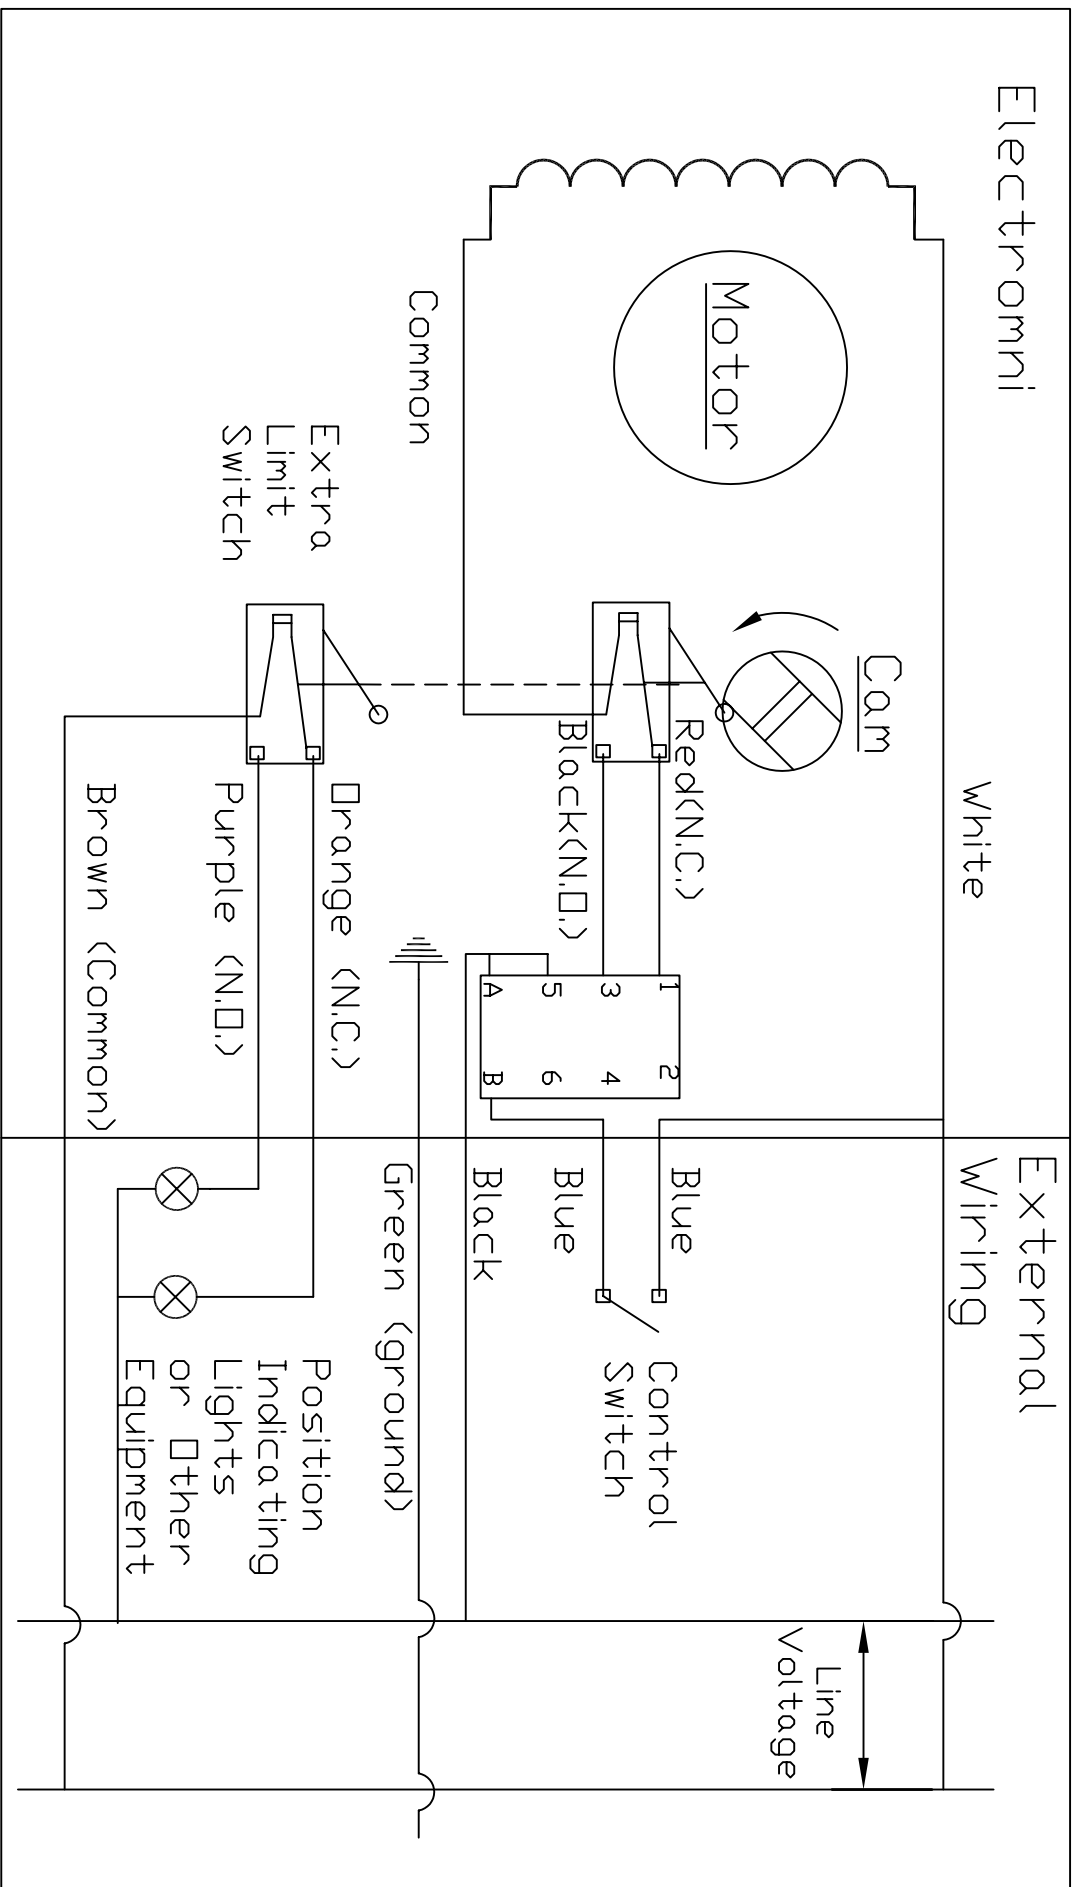 Electromni
External
Wiring
White
Cam
Motor
Line
Voltage
Red(N.C.)
Black(N.O.)
1 2
3 4
5 6
A B
Blue
Blue
Black
Control
Switch
Common
Green (ground)
Extra
Limit
Switch
Orange (N.C.)
Purple (N.O.)
Brown (Common)
Position
Indicating
Lights
or Other
Equipment